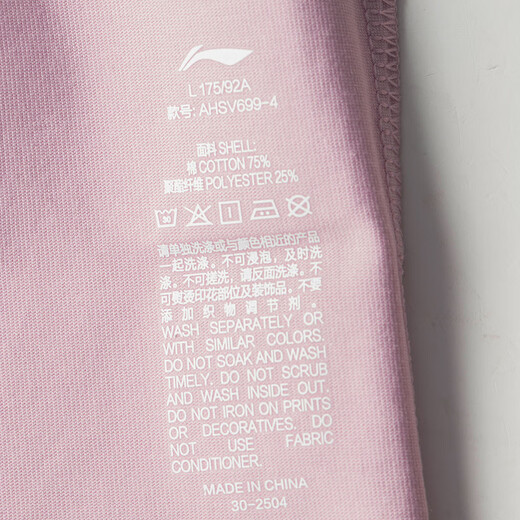 L 175/92A
款号: AHSV699-4
面料 SHELL:
棉 COTTON 75%
聚酯纤维 POLYESTER 25%
请单独洗涤或与颜色相近的产品
一起洗涤。不可浸泡，及时洗
涤。不可搓洗，请反面洗涤。不
可熨烫印花部位及装饰品。不要
添加织物调节剂。
WASH SEPARATELY OR
WITH SIMILAR COLORS.
DO NOT SOAK AND WASH
TIMELY. DO NOT SCRUB
AND WASH INSIDE OUT.
DO NOT IRON ON PRINTS
OR DECORATIVES. DO
NOT USE FABRIC
CONDITIONER.
MADE IN CHINA
30-2504